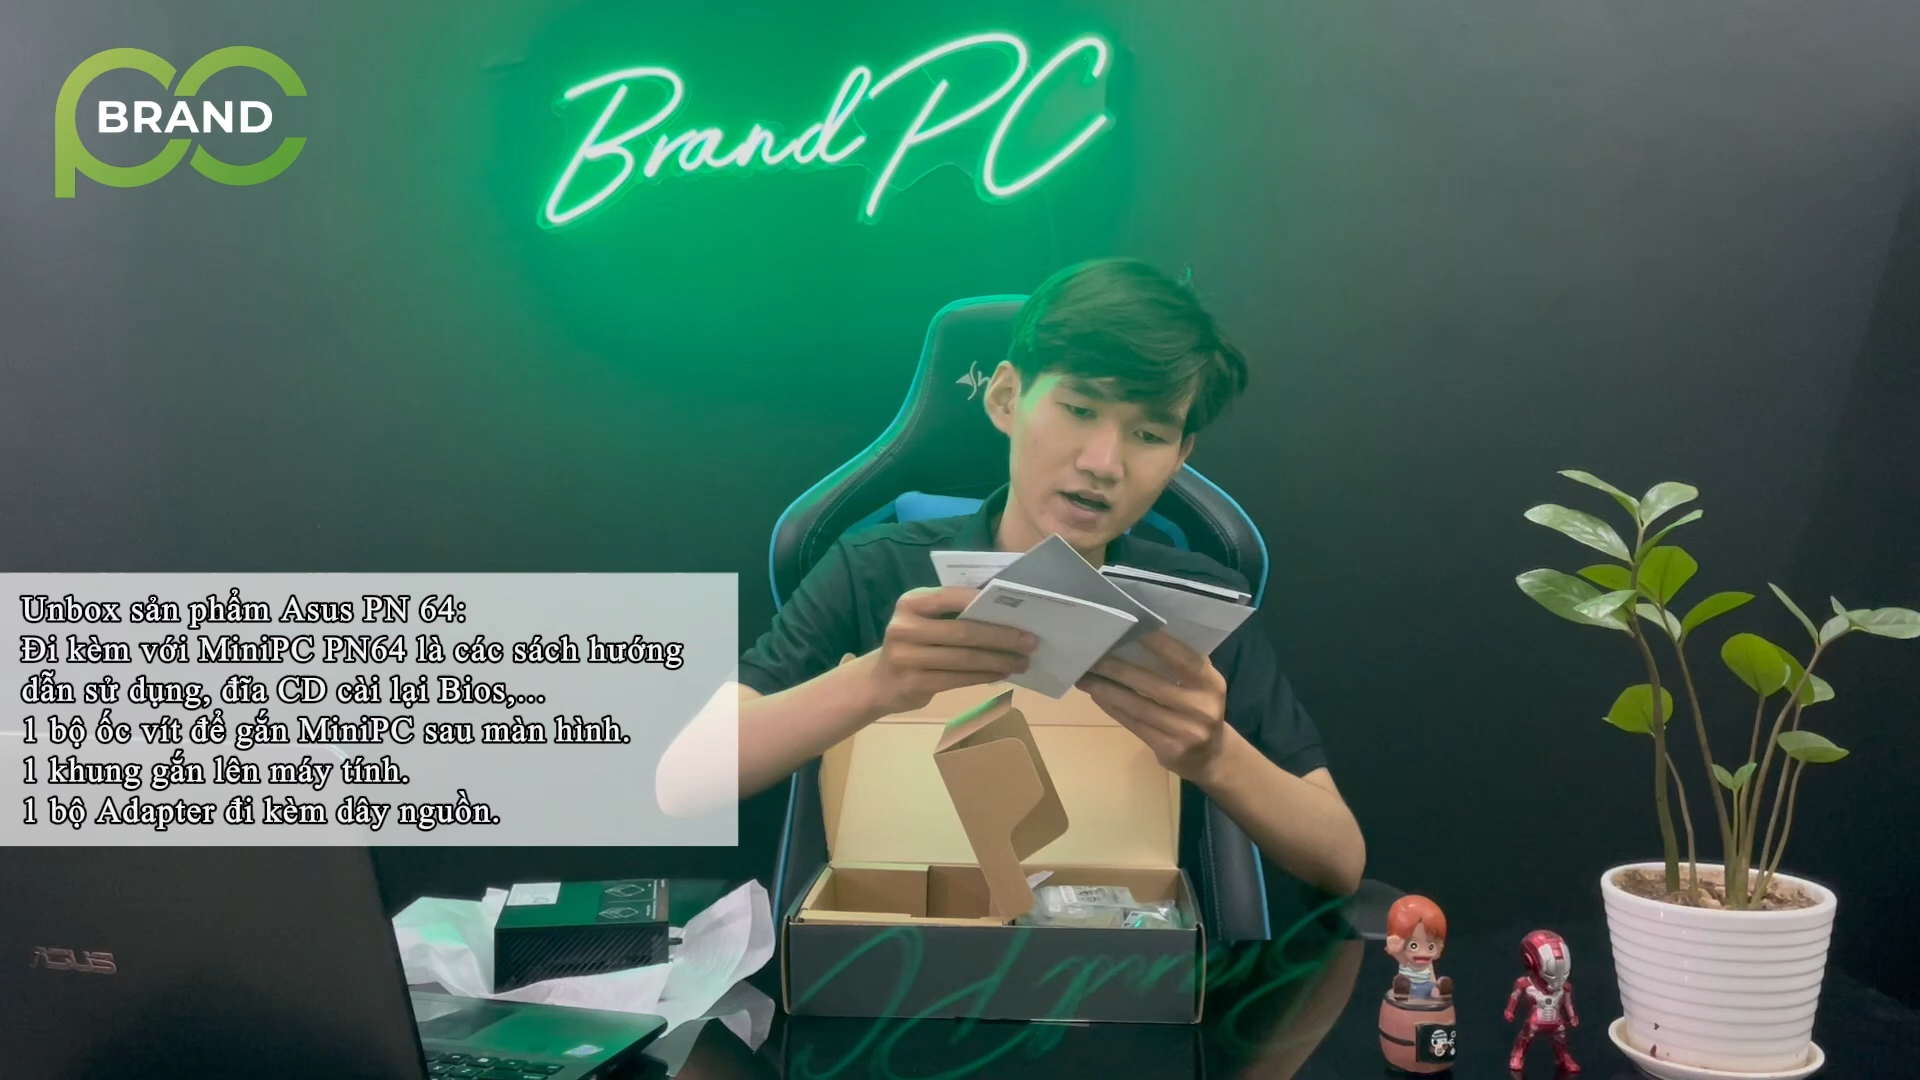 BRAND
PC
Brand PC
Unbox sản phẩm Asus PN 64:
Đi kèm với MiniPC PN64 là các sách hướng
dẫn sử dụng, đĩa CD cài lại Bios,...
1 bộ ốc vít để gắn MiniPC sau màn hình.
1 khung gắn lên máy tính.
1 bộ Adapter đi kèm dây nguồn.
ASUS